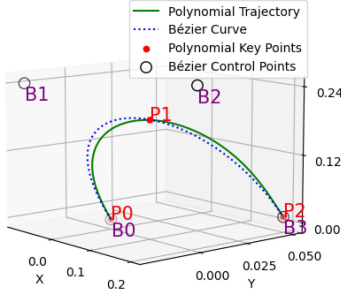 Polynomial Trajectory
Bézier Curve
Polynomial Key Points
Bézier Control Points
B1
B2
P1
P0
B0
P2
B3
0.24
0.12
0.00
0.0
0.1
0.2
X
0.000
0.025
0.050
Y